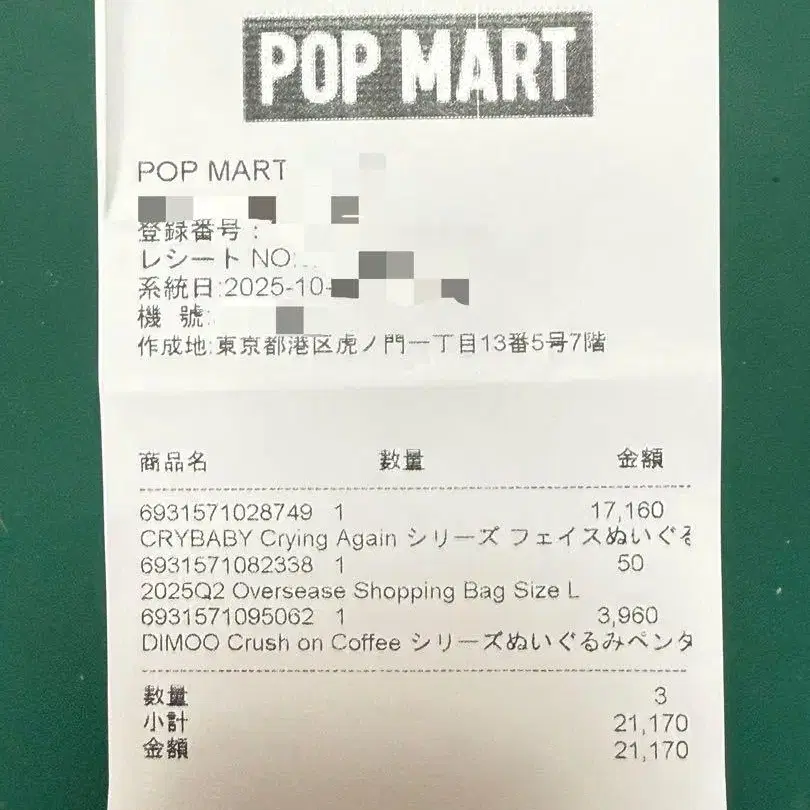 POP MART
POP MART
登録番号:
レシート NO:
系統日:2025-10-
機 號:
作成地:東京都港区虎ノ門一丁目13番5号7階
商品名 数量 金額
6931571028749 1 17,160
CRYBABY Crying Again シリーズ フェイスぬいぐる
6931571082338 1 50
2025Q2 Oversease Shopping Bag Size L
6931571095062 1 3,960
DIMOO Crush on Coffee シリーズぬいぐるみペンタ
数量 3
小計 21,170
金額 21,170